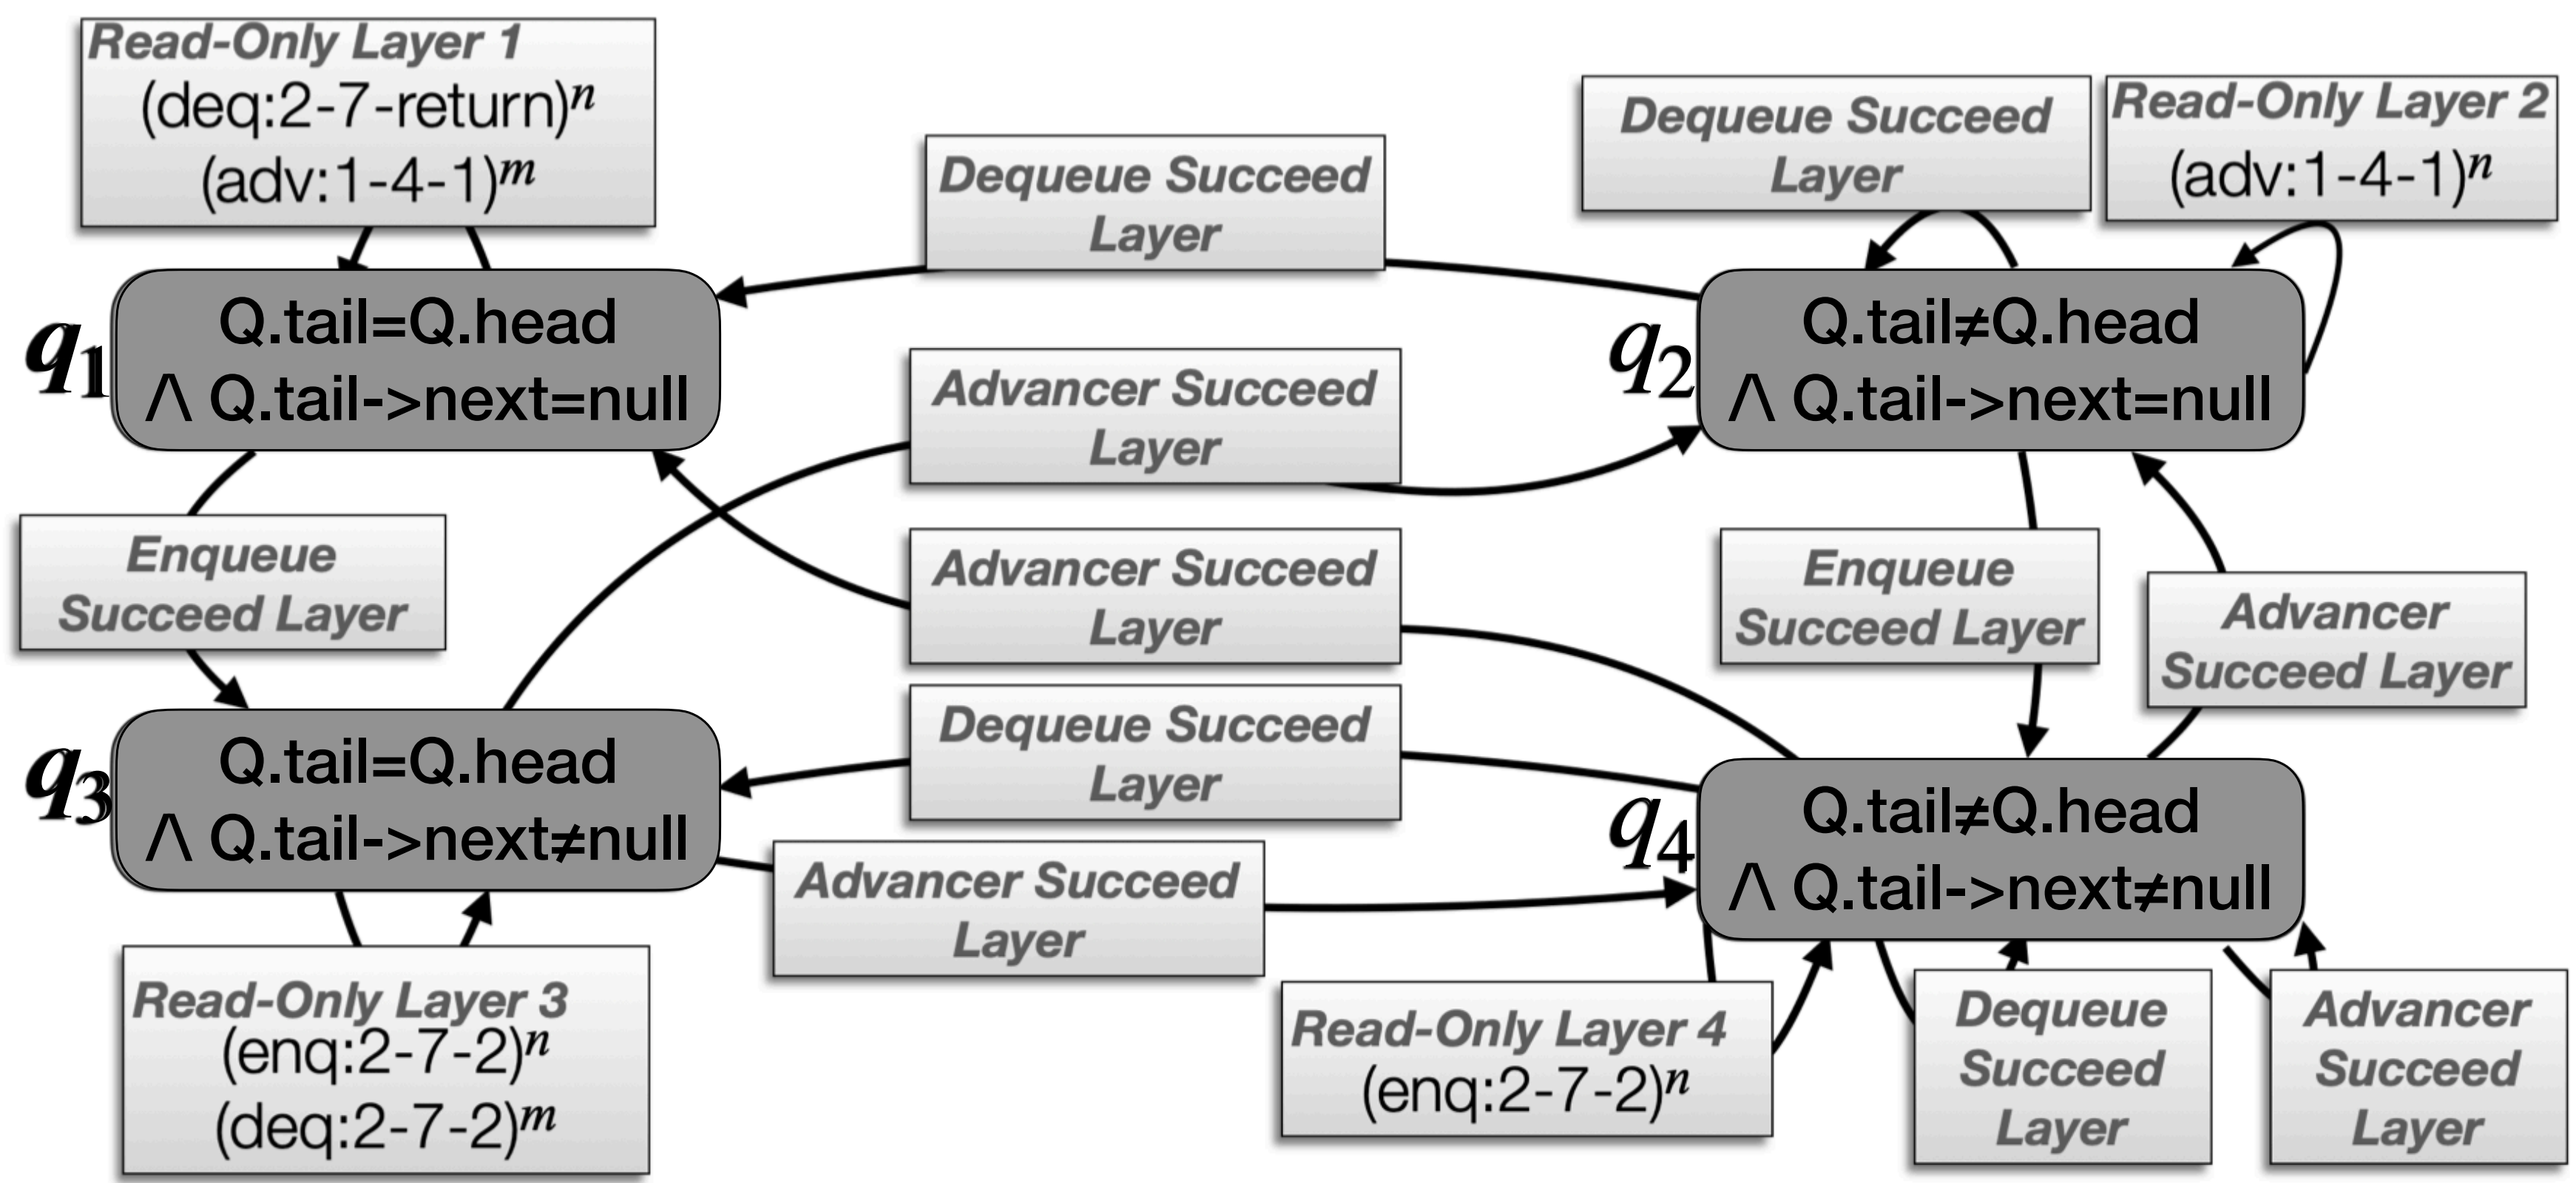 Read-Only Layer 1
(deq:2-7-return)ⁿ
(adv:1-4-1)ᵐ
Dequeue Succeed
Layer
Dequeue Succeed
Layer
Read-Only Layer 2
(adv:1-4-1)ⁿ
q₁
Q.tail=Q.head
/\ Q.tail->next=null
q₂
Q.tail≠Q.head
/\ Q.tail->next=null
Advancer Succeed
Layer
Enqueue
Succeed Layer
Advancer Succeed
Layer
Enqueue
Succeed Layer
Advancer
Succeed Layer
Dequeue Succeed
Layer
q₃
Q.tail=Q.head
/\ Q.tail->next≠null
q₄
Q.tail≠Q.head
/\ Q.tail->next≠null
Advancer Succeed
Layer
Read-Only Layer 3
(enq:2-7-2)ⁿ
(deq:2-7-2)ᵐ
Read-Only Layer 4
(enq:2-7-2)ⁿ
Dequeue
Succeed
Layer
Advancer
Succeed
Layer